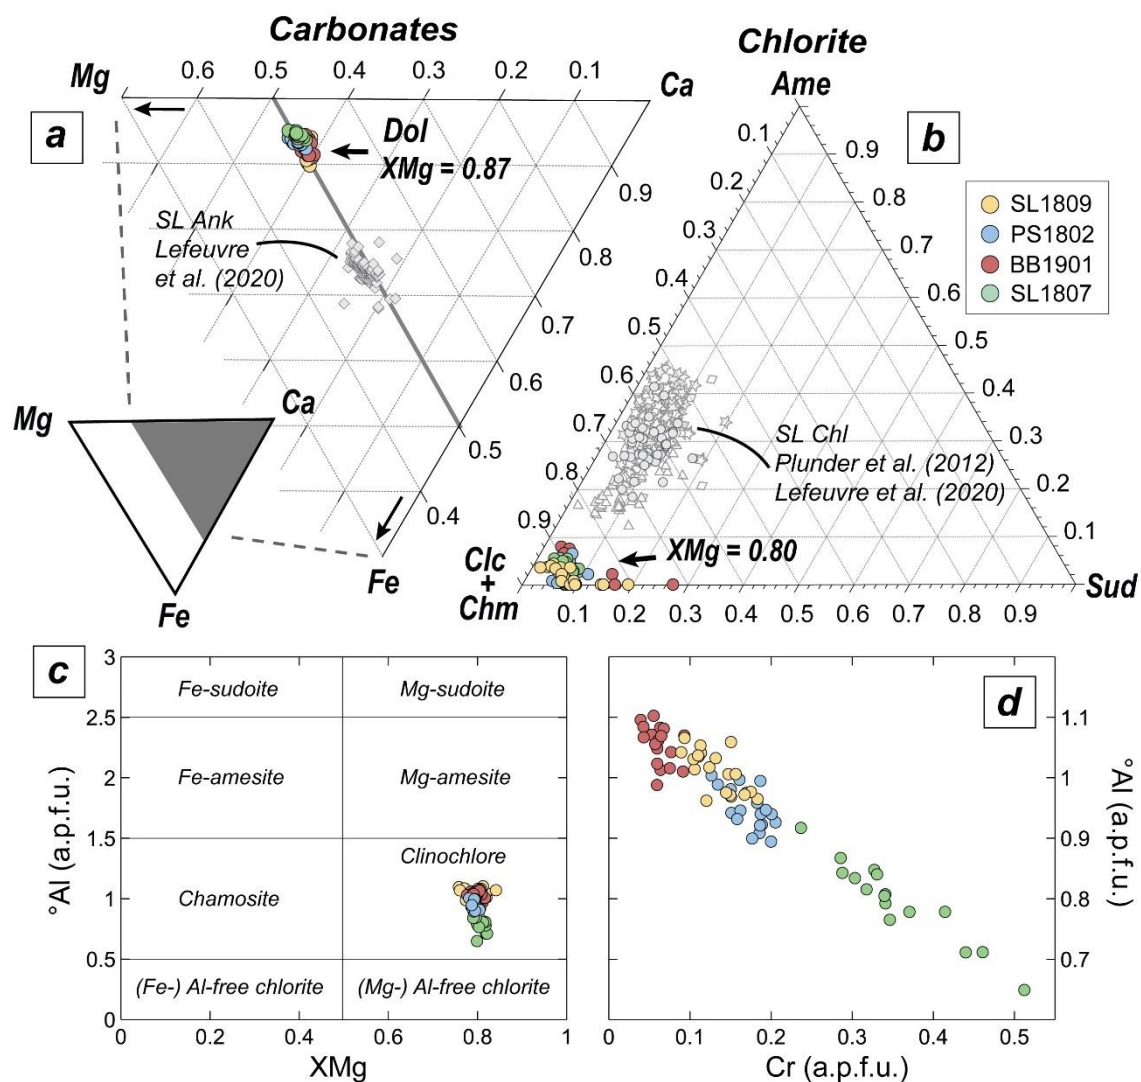 Carbonates
Chlorite
a
Mg
0.6
0.5
0.4
0.3
0.2
0.1
Ca
0.9
0.8
0.7
0.6
0.5
0.4
Fe
Dol
XMg = 0.87
SL Ank
Lefeuvre
et al. (2020)
Mg
Ca
Fe
b
Ame
0.1
0.2
0.3
0.4
0.5
0.6
0.7
0.8
0.9
0.9
0.8
0.7
0.6
0.5
0.4
0.3
0.2
0.1
SL1809
PS1802
BB1901
SL1807
SL Chl
Plunder et al. (2012)
Lefeuvre et al. (2020)
XMg = 0.80
Clc
+
Chm
Sud
0.1
0.2
0.3
0.4
0.5
0.6
0.7
0.8
0.9
c
3
2.5
2
1.5
1
0.5
0
°Al (a.p.f.u.)
Fe-sudoite
Mg-sudoite
Fe-amesite
Mg-amesite
Chamosite
Clinochlore
(Fe-) Al-free chlorite
(Mg-) Al-free chlorite
0
0.2
0.4
0.6
0.8
1
XMg
d
1.1
1
0.9
0.8
0.7
°Al (a.p.f.u.)
0
0.1
0.2
0.3
0.4
0.5
Cr (a.p.f.u.)